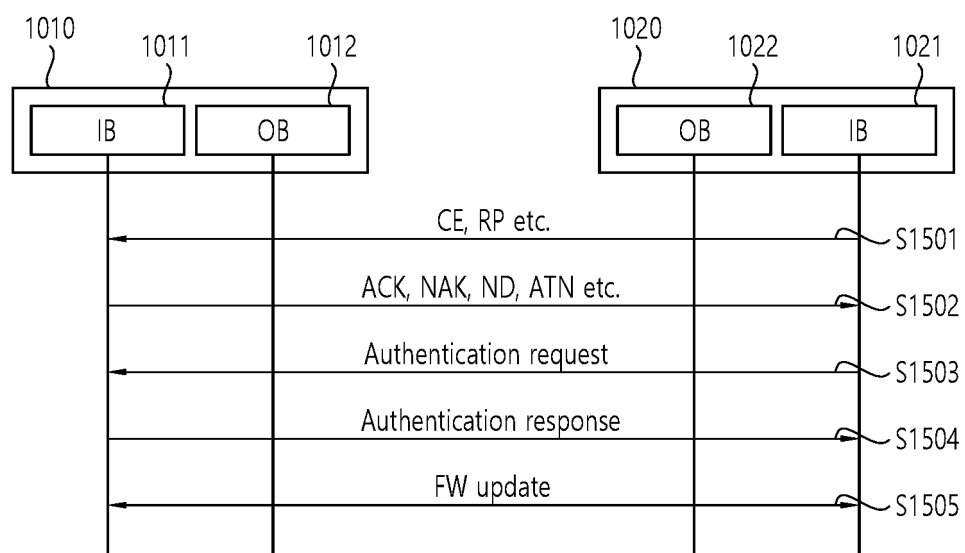 1010
1011
1012
1020
1022
1021
IB
OB
OB
IB
CE, RP etc.
S1501
ACK, NAK, ND, ATN etc.
S1502
Authentication request
S1503
Authentication response
S1504
FW update
S1505